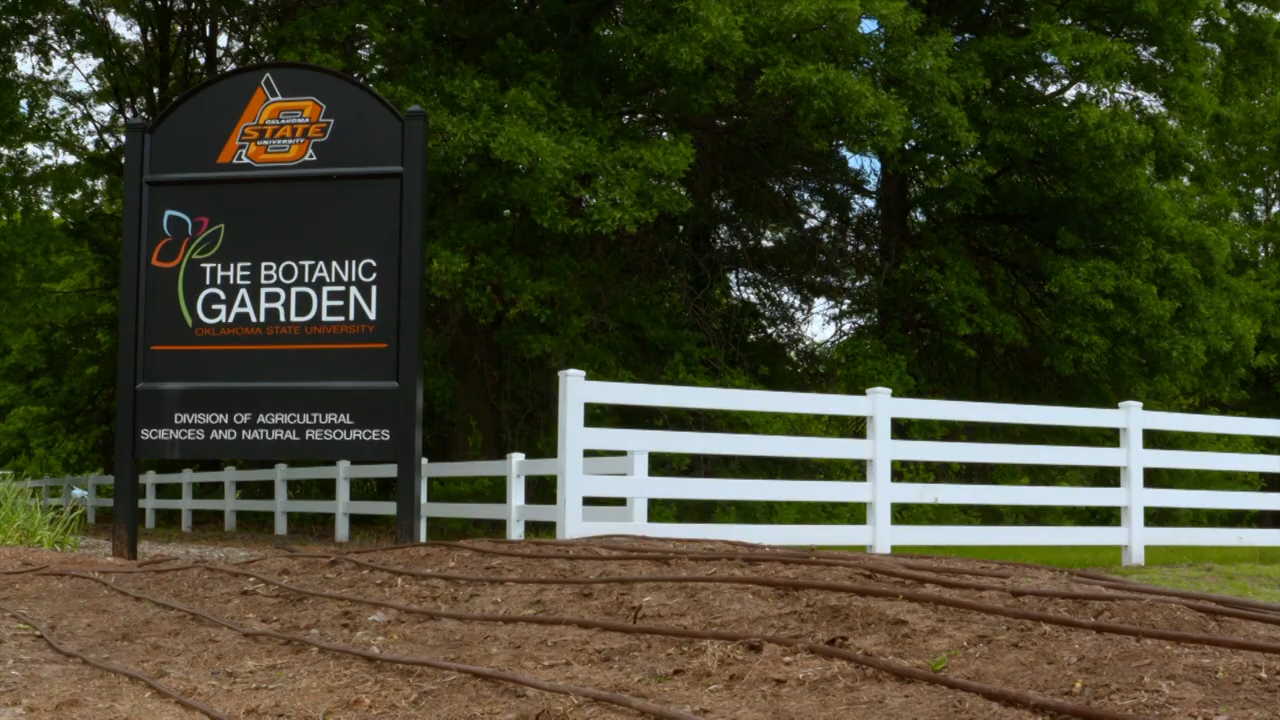 OKLAHOMA
STATE
UNIVERSITY
THE BOTANIC
GARDEN
OKLAHOMA STATE UNIVERSITY
DIVISION OF AGRICULTURAL
SCIENCES AND NATURAL RESOURCES